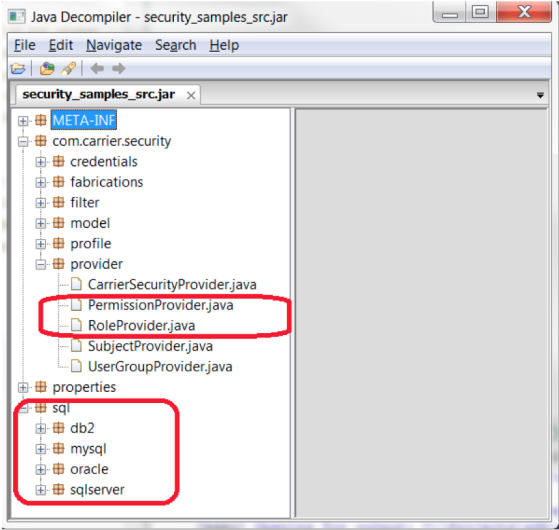 Java Decompiler - security_samples_src.jar
File Edit Navigate Search Help
security_samples_src.jar
META-INF
com.carrier.security
credentials
fabrications
filter
model
profile
provider
CarrierSecurityProvider.java
PermissionProvider.java
RoleProvider.java
SubjectProvider.java
UserGroupProvider.java
properties
sql
db2
mysql
oracle
sqlserver